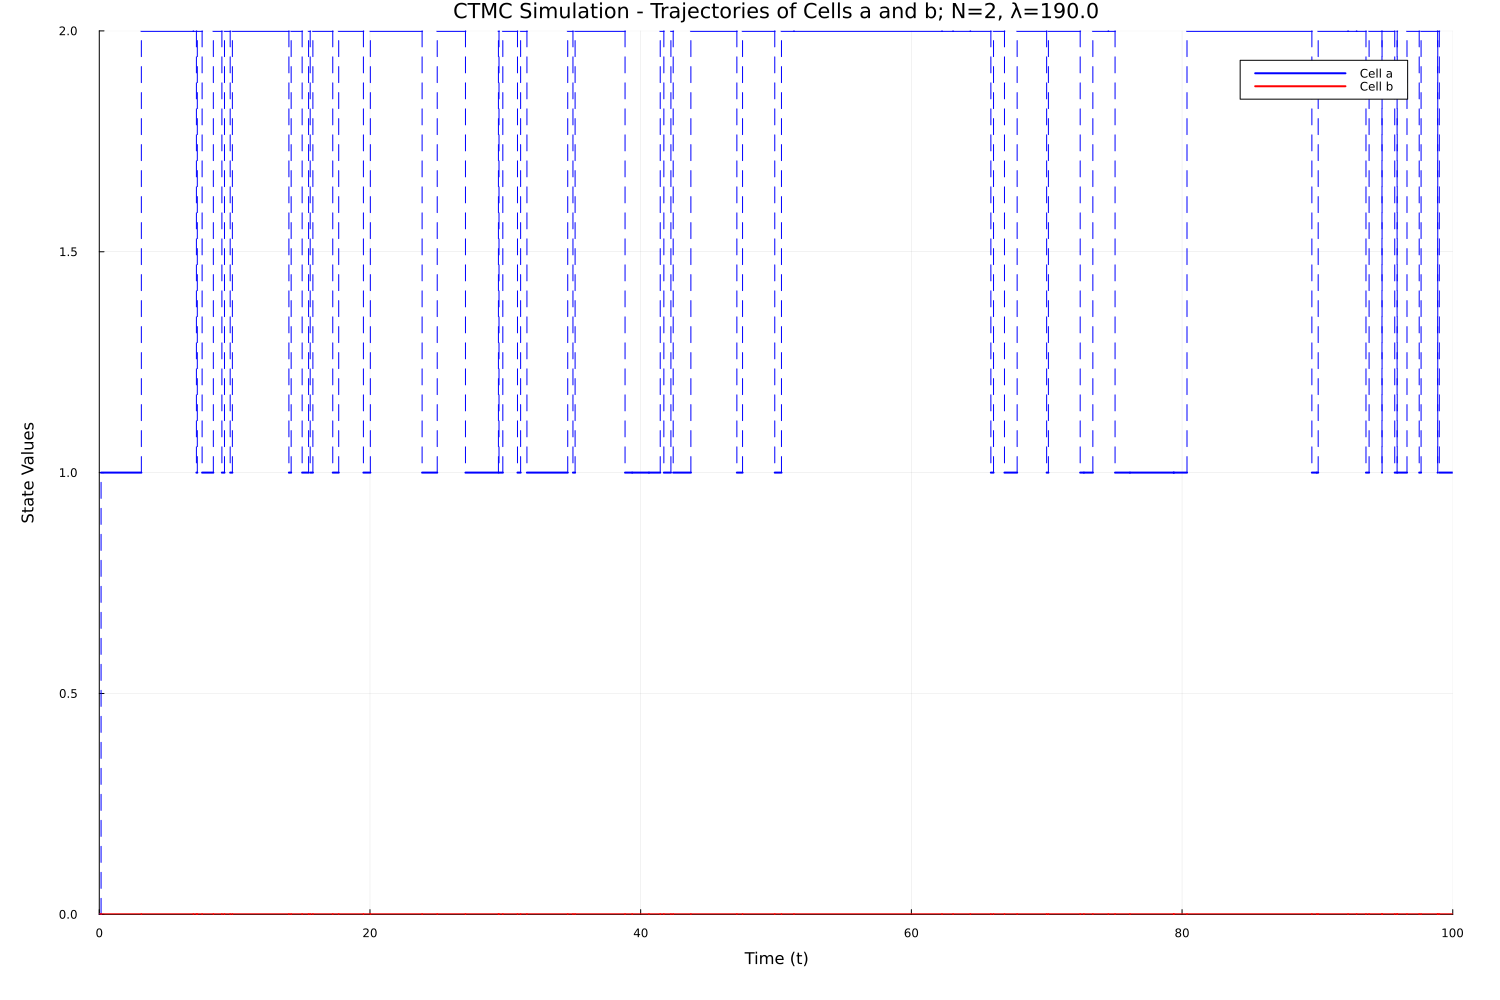 CTMC Simulation - Trajectories of Cells a and b; N=2, λ=190.0
2.0
Cell a
Cell b
1.5
1.0
State Values
0.5
0.0
0 20 40 60 80 100
Time (t)